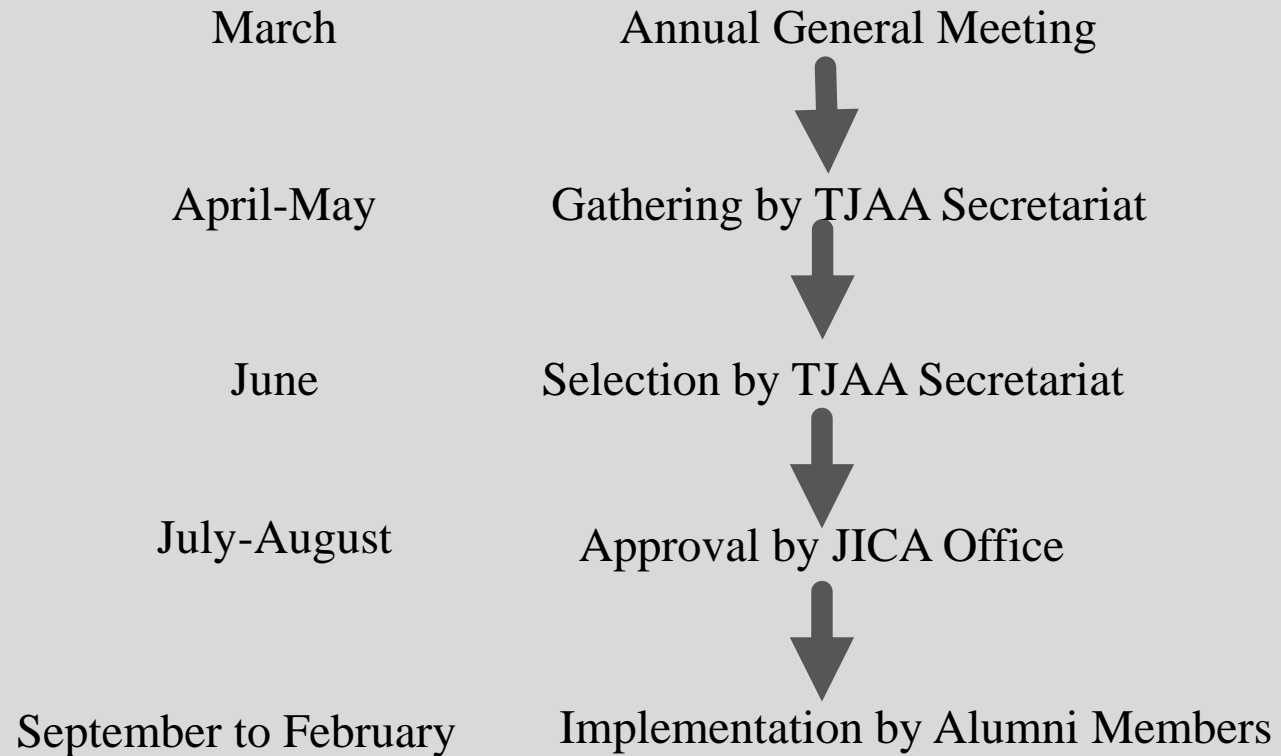 March Annual General Meeting
April-May Gathering by TJAA Secretariat
June Selection by TJAA Secretariat
July-August Approval by JICA Office
September to February Implementation by Alumni Members